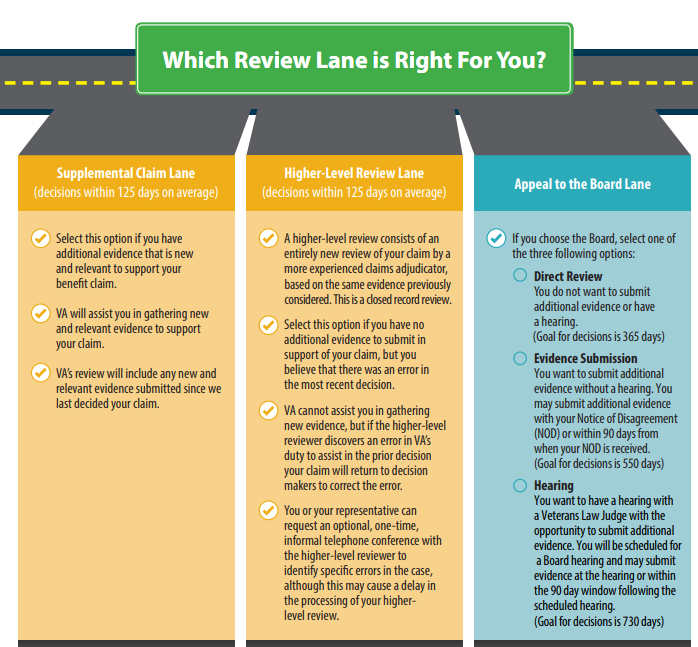 Which Review Lane is Right For You?
Supplemental Claim Lane
(decisions within 125 days on average)
Select this option if you have
additional evidence that is new
and relevant to support your
benefit claim.
VA will assist you in gathering new
and relevant evidence to support
your claim.
VA's review will include any new and
relevant evidence submitted since we
last decided your claim.
Higher-Level Review Lane
(decisions within 125 days on average)
A higher-level review consists of an
entirely new review of your claim by a
more experienced claims adjudicator,
based on the same evidence previously
considered. This is a closed record review.
Select this option if you have no
additional evidence to submit in
support of your claim, but you
believe that there was an error in
the most recent decision.
VA cannot assist you in gathering
new evidence, but if the higher-level
reviewer discovers an error in VA's
duty to assist in the prior decision
your claim will return to decision
makers to correct the error.
You or your representative can
request an optional, one-time,
informal telephone conference with
the higher-level reviewer to
identify specific errors in the case,
although this may cause a delay in
the processing of your higher-
level review.
Appeal to the Board Lane
If you choose the Board, select one of
the three following options:
Direct Review
You do not want to submit
additional evidence or have
a hearing.
(Goal for decisions is 365 days)
Evidence Submission
You want to submit additional
evidence without a hearing. You
may submit additional evidence
with your Notice of Disagreement
(NOD) or within 90 days from
when your NOD is received.
(Goal for decisions is 550 days)
Hearing
You want to have a hearing with
a Veterans Law Judge with the
opportunity to submit additional
evidence. You will be scheduled for
a Board hearing and may submit
evidence at the hearing or within
the 90 day window following the
scheduled hearing.
(Goal for decisions is 730 days)